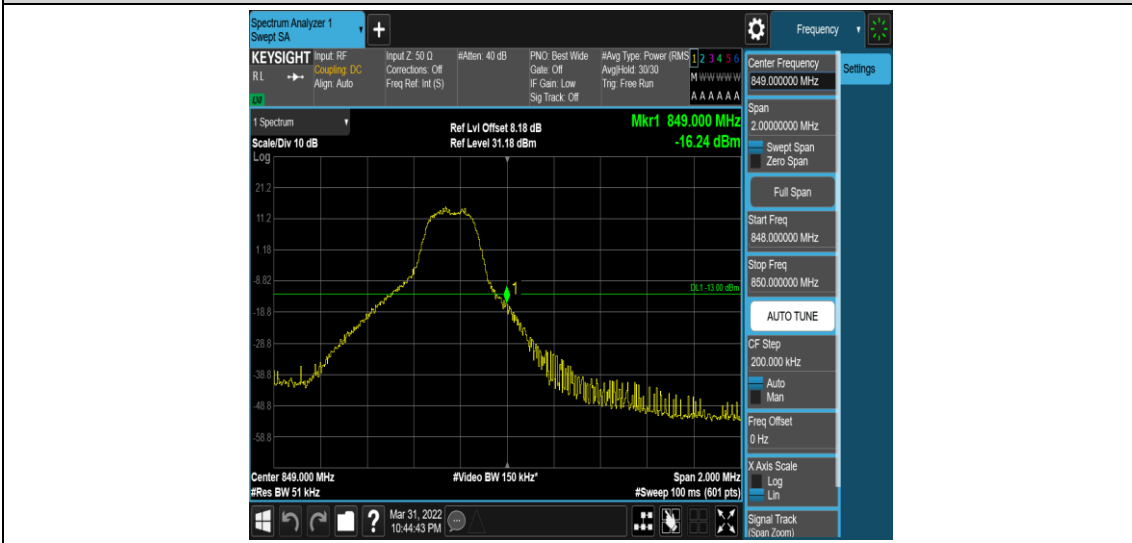 Spectrum Analyzer 1
Swept SA
Frequency
KEYSIGHT
Input: RF
Coupling: DC
Align: Auto
Input Z: 50 Ω
Corrections: Off
Freq Ref: Int (S)
#Atten: 40 dB
PNO: Best Wide
Gate: Off
IF Gain: Low
Sig Track: Off
#Avg Type: Power (RMS
Avg|Hold: 30/30
Trig: Free Run
1 2 3 4 5 6
M W W W W W
A A A A A A
R L
LXI
1 Spectrum
Scale/Div 10 dB
Log
Ref Lvl Offset 8.18 dB
Ref Level 31.18 dBm
Mkr1 849.000 MHz
-16.24 dBm
21.2
11.2
1.18
-8.82
-18.8
-28.8
-38.8
-48.8
-58.8
1
DL1 -13.00 dBm
Center 849.000 MHz
#Res BW 51 kHz
#Video BW 150 kHz*
Span 2.000 MHz
#Sweep 100 ms (601 pts)
Center Frequency
849.000000 MHz
Settings
Span
2.00000000 MHz
Swept Span
Zero Span
Full Span
Start Freq
848.000000 MHz
Stop Freq
850.000000 MHz
AUTO TUNE
CF Step
200.000 kHz
Auto
Man
Freq Offset
0 Hz
X Axis Scale
Log
Lin
Signal Track
(Span Zoom)
?
Mar 31, 2022
10:44:43 PM